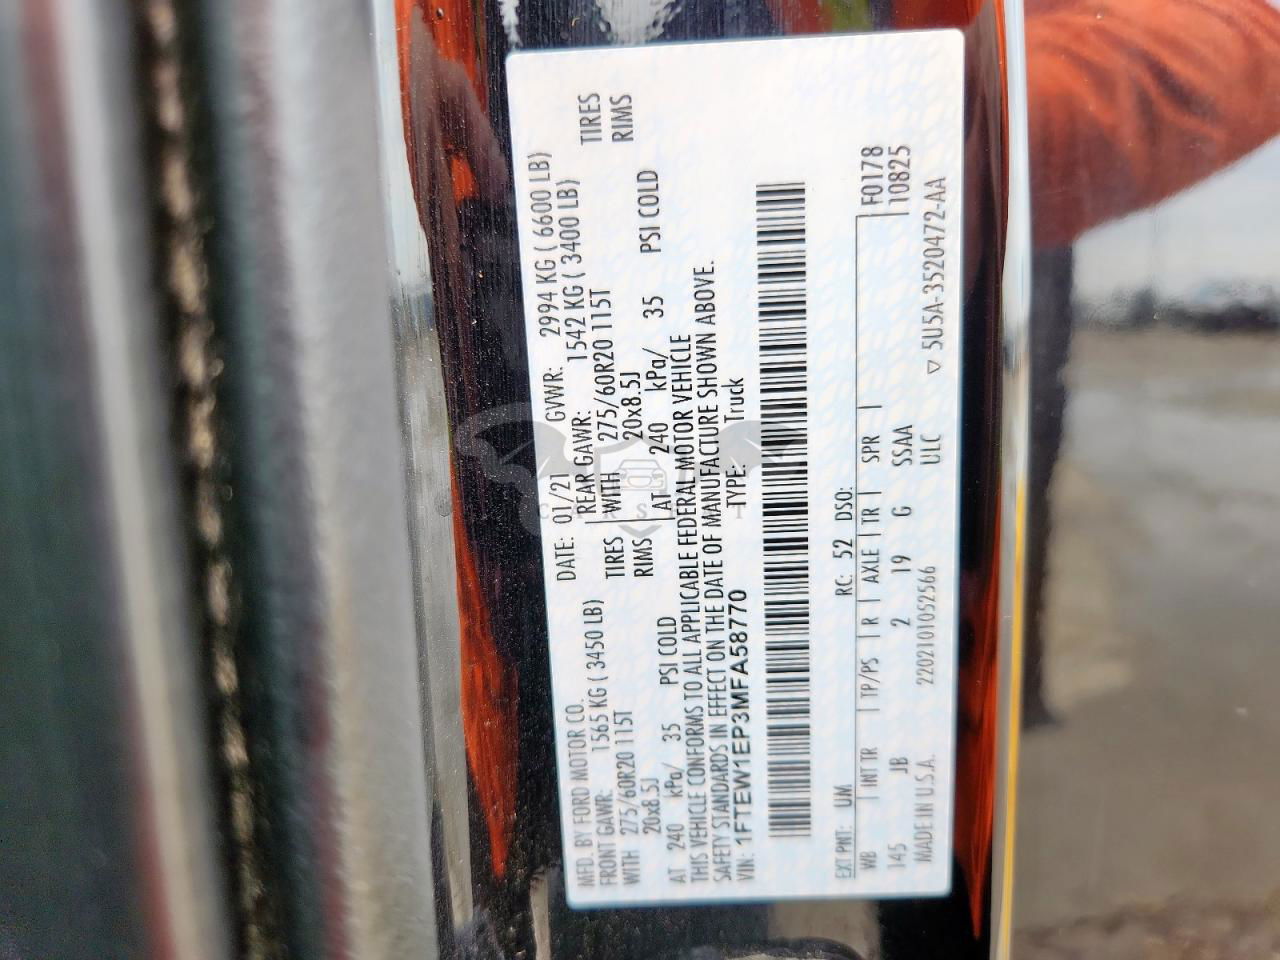 MFD. BY FORD MOTOR CO.
DATE: 01/21 GVWR: 2994 KG ( 6600 LB)
FRONT GAWR: 1565 KG ( 3450 LB)
REAR GAWR: 1542 KG ( 3400 LB)
WITH 275/60R20 115T TIRES
WITH 275/60R20 115T TIRES
20x8.5J RIMS
20x8.5J RIMS
AT 240 kPa/ 35 PSI COLD
AT 240 kPa/ 35 PSI COLD
THIS VEHICLE CONFORMS TO ALL APPLICABLE FEDERAL MOTOR VEHICLE
SAFETY STANDARDS IN EFFECT ON THE DATE OF MANUFACTURE SHOWN ABOVE.
VIN: 1FTEW1EP3MFA58770 TYPE: Truck
EXT PNT: UM RC: 52 DSO: F0178
WB INT TR TP/PS R AXLE TR SPR 10825
145 JB 2 19 G SSAA
ULC
MADE IN U.S.A. 2202101052566 ▽ 5U5A-3520472-AA